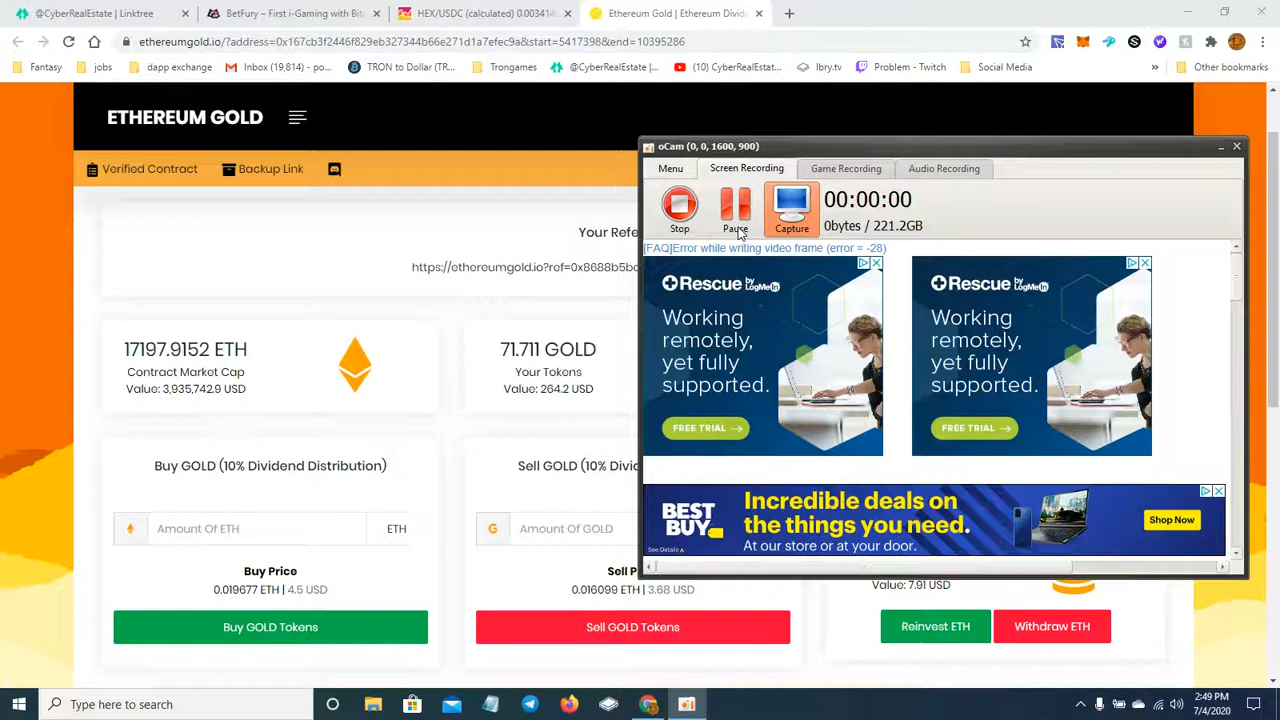 @CyberRealEstate | Linktree
BetFury – First i-Gaming with Bit
HEX/USDC (calculated) 0.003414
Ethereum Gold | Ethereum Divide
ethereumgold.io/?address=0x167cb3f2446f829eb327344b66e271d1a7efec9a&start=5417398&end=10395286
Fantasy
jobs
dapp exchange
Inbox (19,814) - po...
TRON to Dollar (TR...
Trongames
@CyberRealEstate |...
(10) CyberRealEstat...
lbry.tv
Problem - Twitch
Social Media
»
Other bookmarks
ETHEREUM GOLD
Verified Contract
Backup Link
Your Refe
https://ethereumgold.io?ref=0x8688b5bc
17197.9152 ETH
Contract Market Cap
Value: 3,935,742.9 USD
71.711 GOLD
Your Tokens
Value: 264.2 USD
Buy GOLD (10% Dividend Distribution)
Amount Of ETH
ETH
Buy Price
0.019677 ETH | 4.5 USD
Buy GOLD Tokens
Sell GOLD (10% Divid
G
Amount Of GOLD
Sell P
0.016099 ETH | 3.68 USD
Sell GOLD Tokens
Value: 7.91 USD
Reinvest ETH
Withdraw ETH
oCam (0, 0, 1600, 900)
Menu
Screen Recording
Game Recording
Audio Recording
Stop
Pause
Capture
00:00:00
0bytes / 221.2GB
[FAQ]Error while writing video frame (error = -28)
Rescue by LogMeIn
Working
remotely,
yet fully
supported.
FREE TRIAL →
Rescue by LogMeIn
Working
remotely,
yet fully
supported.
FREE TRIAL →
BEST
BUY
See Details
Incredible deals on
the things you need.
At our store or at your door.
Shop Now
Type here to search
2:49 PM
7/4/2020